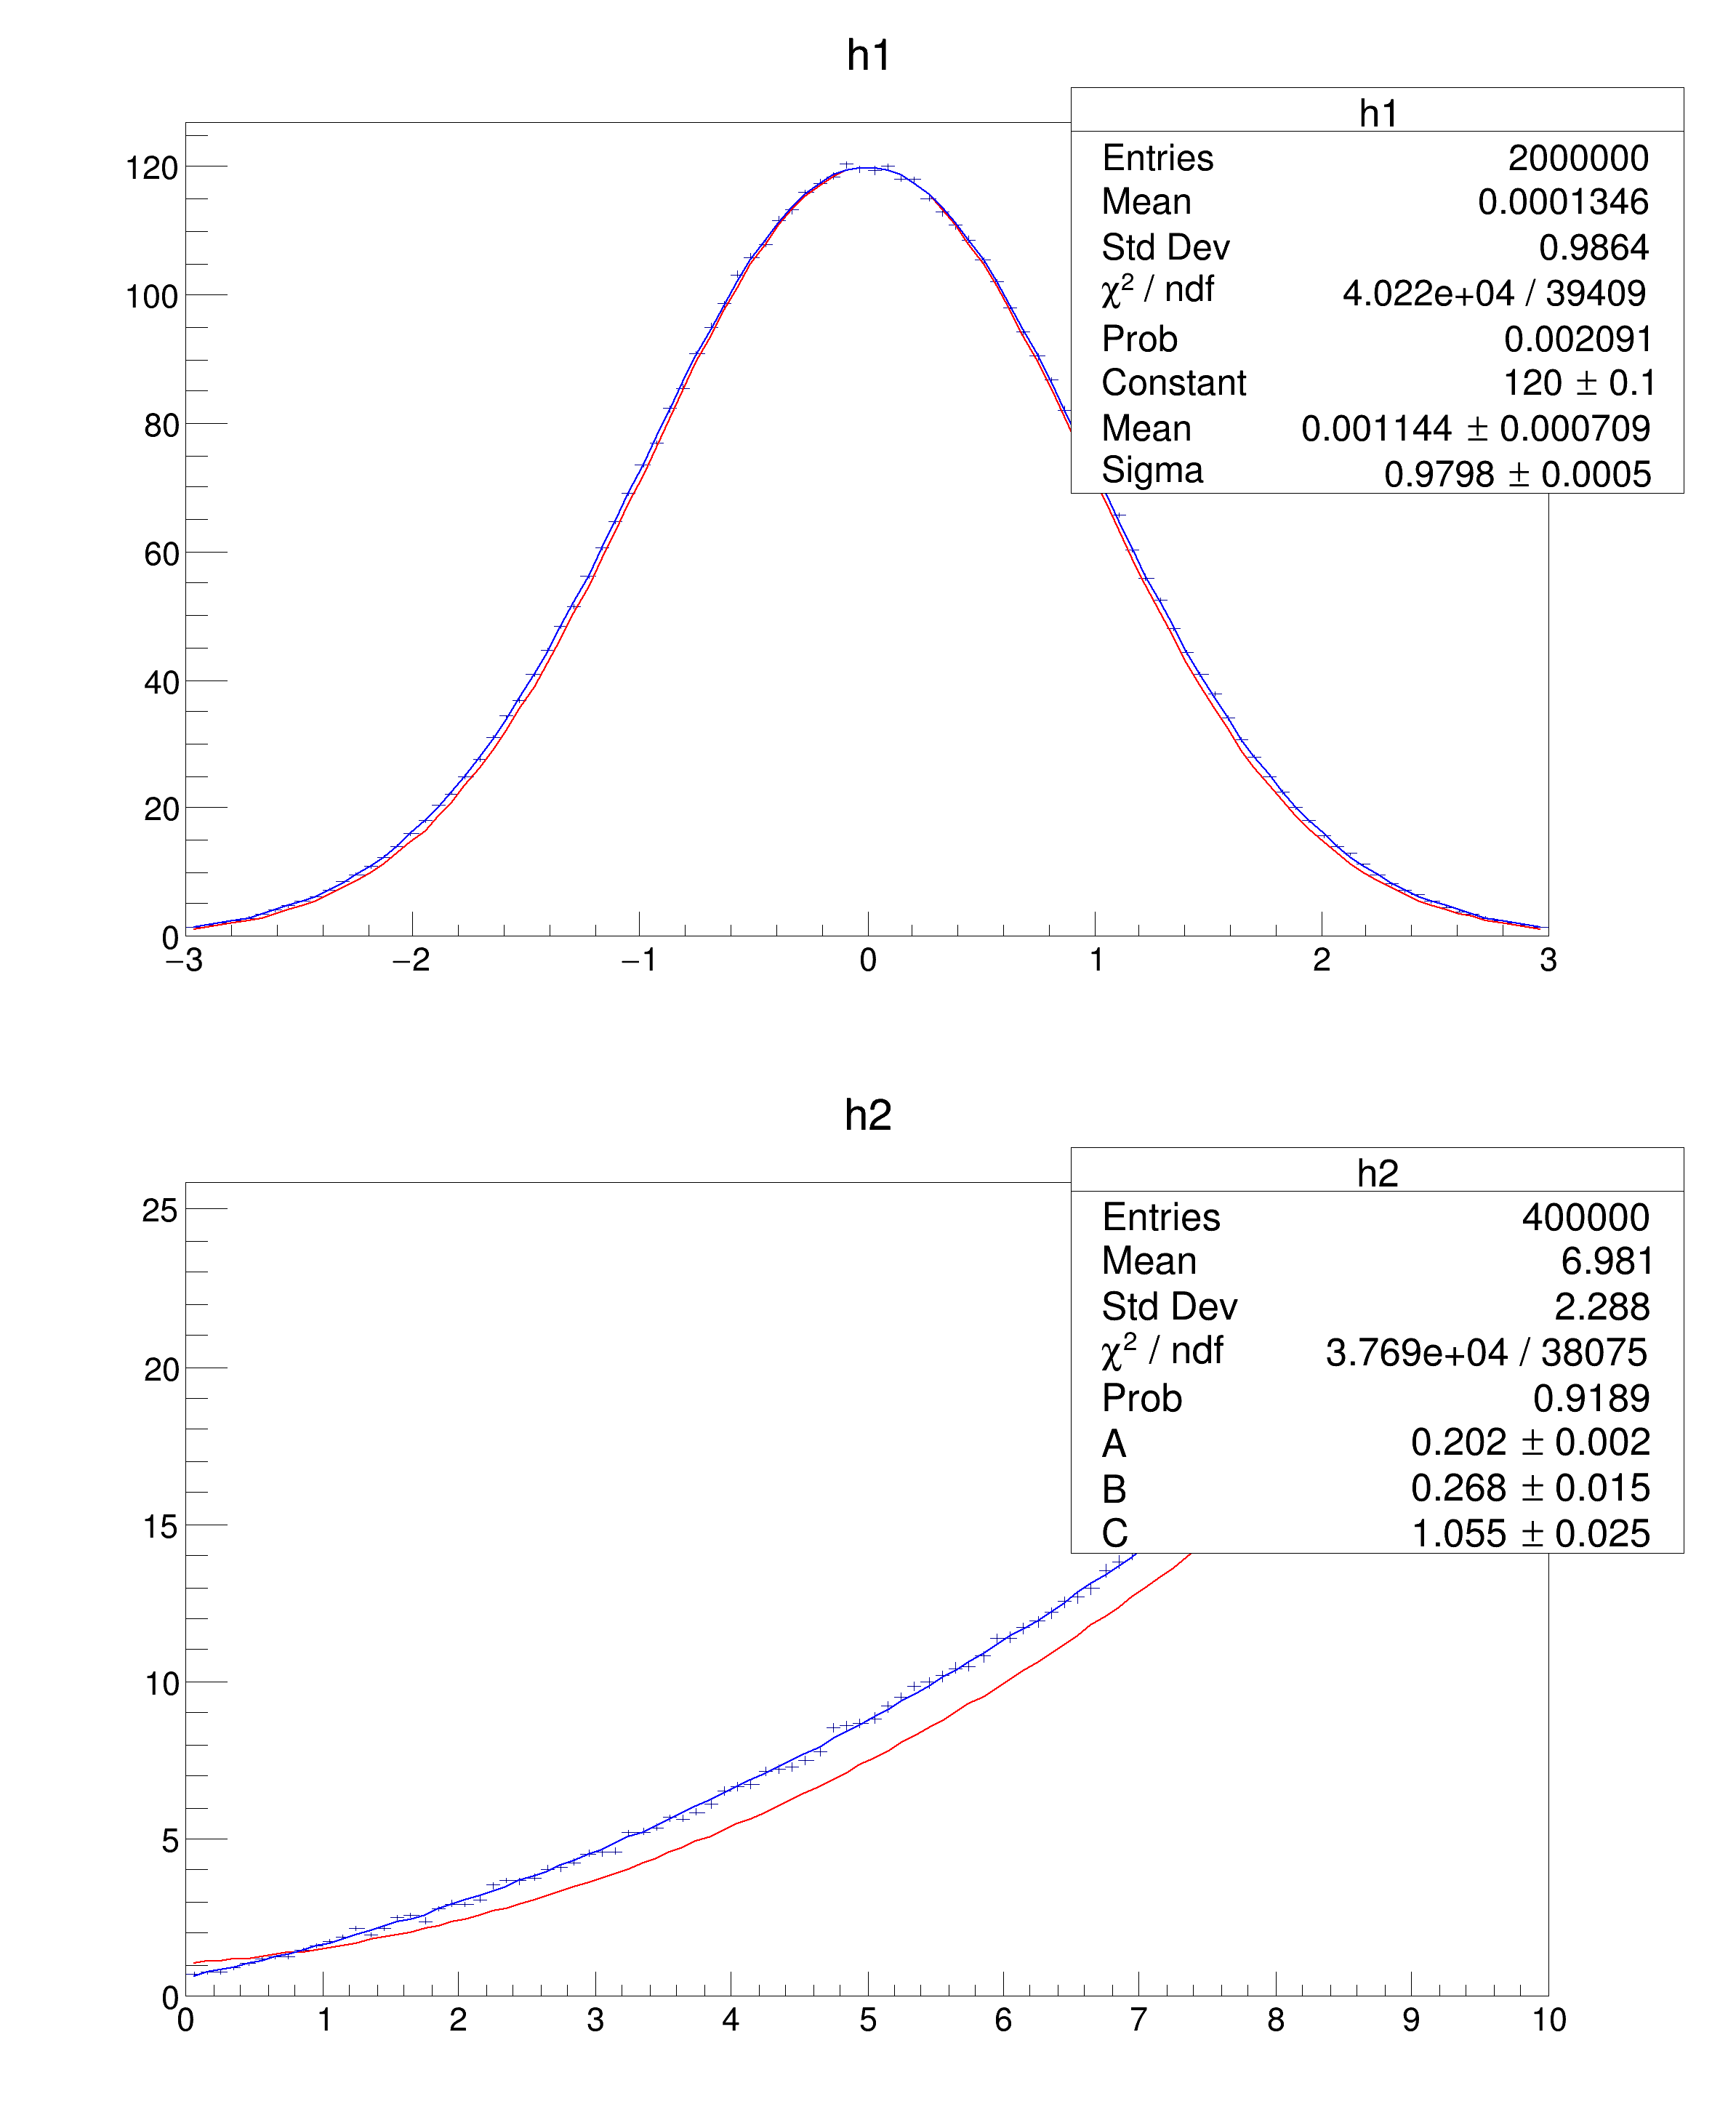 h1
h1
Entries 2000000
Mean 0.0001346
Std Dev 0.9864
χ² / ndf 4.022e+04 / 39409
Prob 0.002091
Constant 120 ± 0.1
Mean 0.001144 ± 0.000709
Sigma 0.9798 ± 0.0005
120
100
80
60
40
20
0
−3 −2 −1 0 1 2 3
h2
h2
Entries 400000
Mean 6.981
Std Dev 2.288
χ² / ndf 3.769e+04 / 38075
Prob 0.9189
A 0.202 ± 0.002
B 0.268 ± 0.015
C 1.055 ± 0.025
25
20
15
10
5
0
0 1 2 3 4 5 6 7 8 9 10